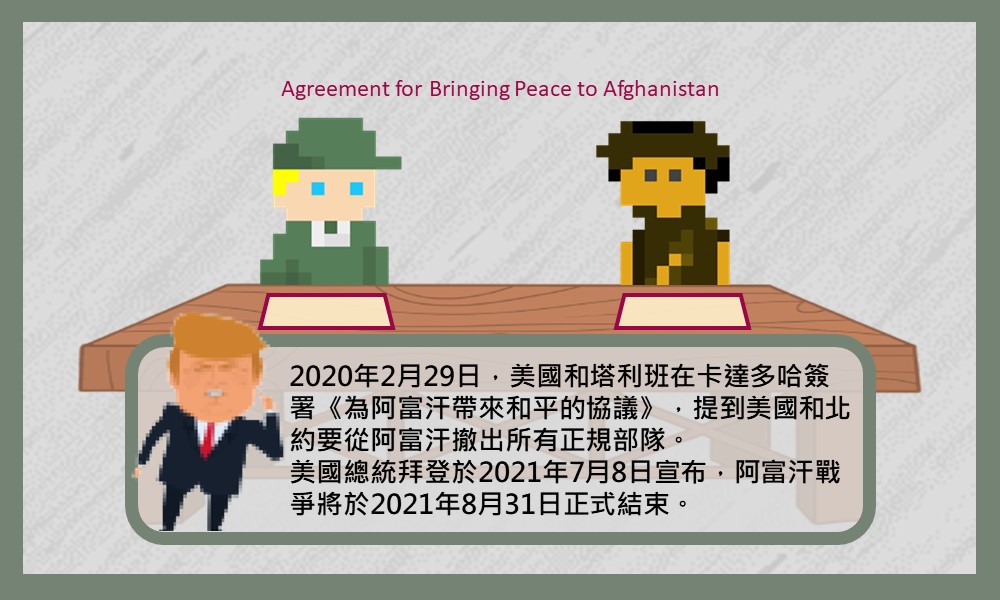 Agreement for Bringing Peace to Afghanistan
2020年2月29日，美國和塔利班在卡達多哈簽
署《為阿富汗帶來和平的協議》，提到美國和北
約要從阿富汗撤出所有正規部隊。
美國總統拜登於2021年7月8日宣布，阿富汗戰
爭將於2021年8月31日正式結束。